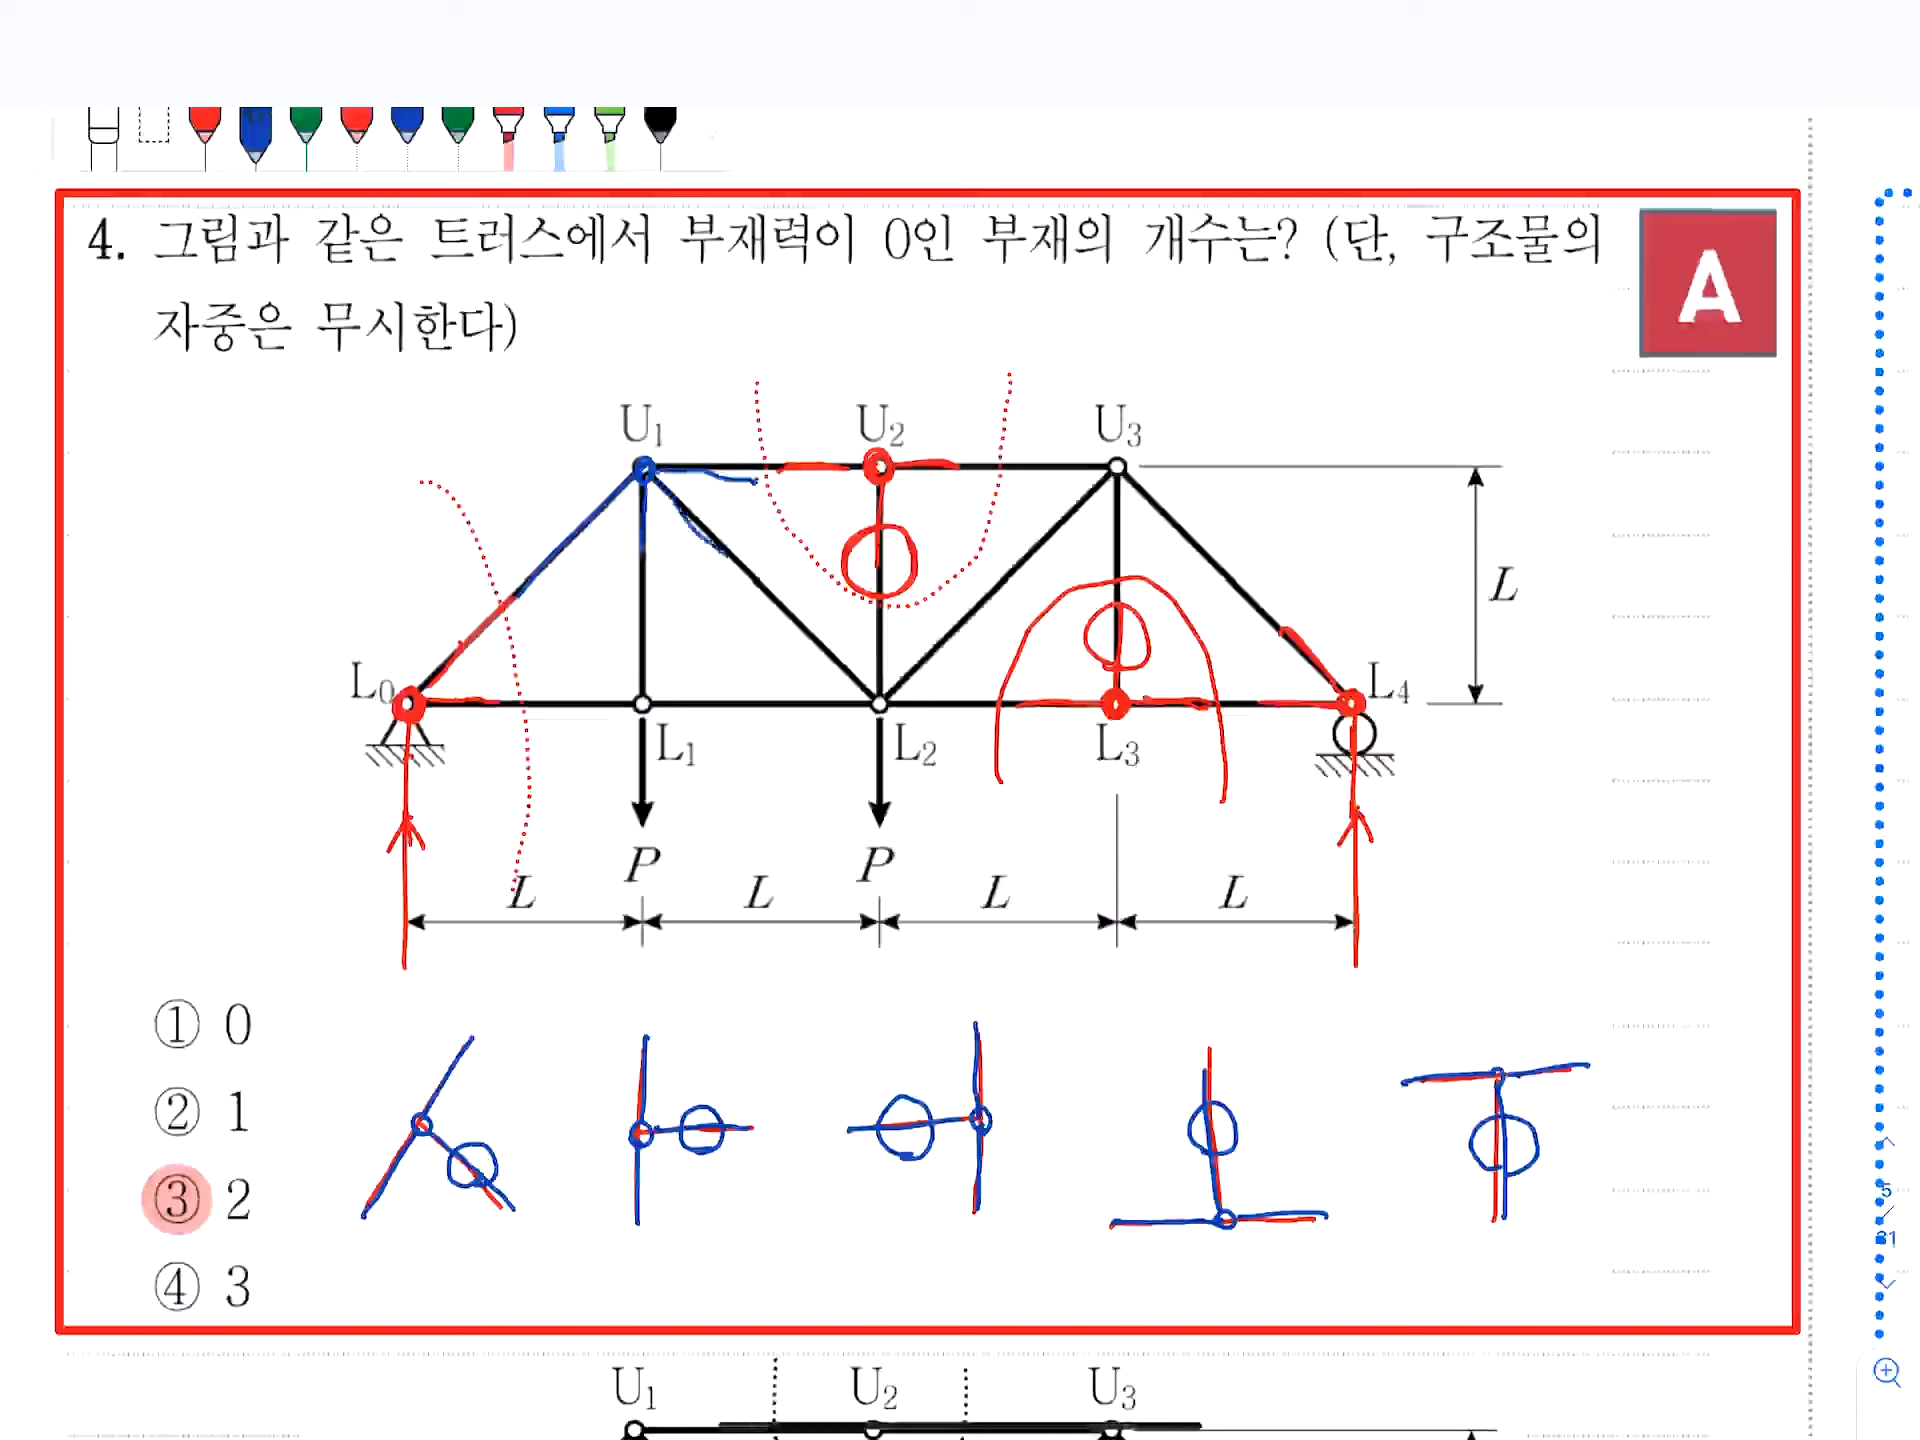 4. 그림과 같은 트러스에서 부재력이 0인 부재의 개수는? (단, 구조물의
자중은 무시한다)
A
U1 U2 U3
L
L0 L4
L1 L2 L3
P P
L L L L
① 0
② 1
③ 2
④ 3
5
/
31
U1 U2 U3